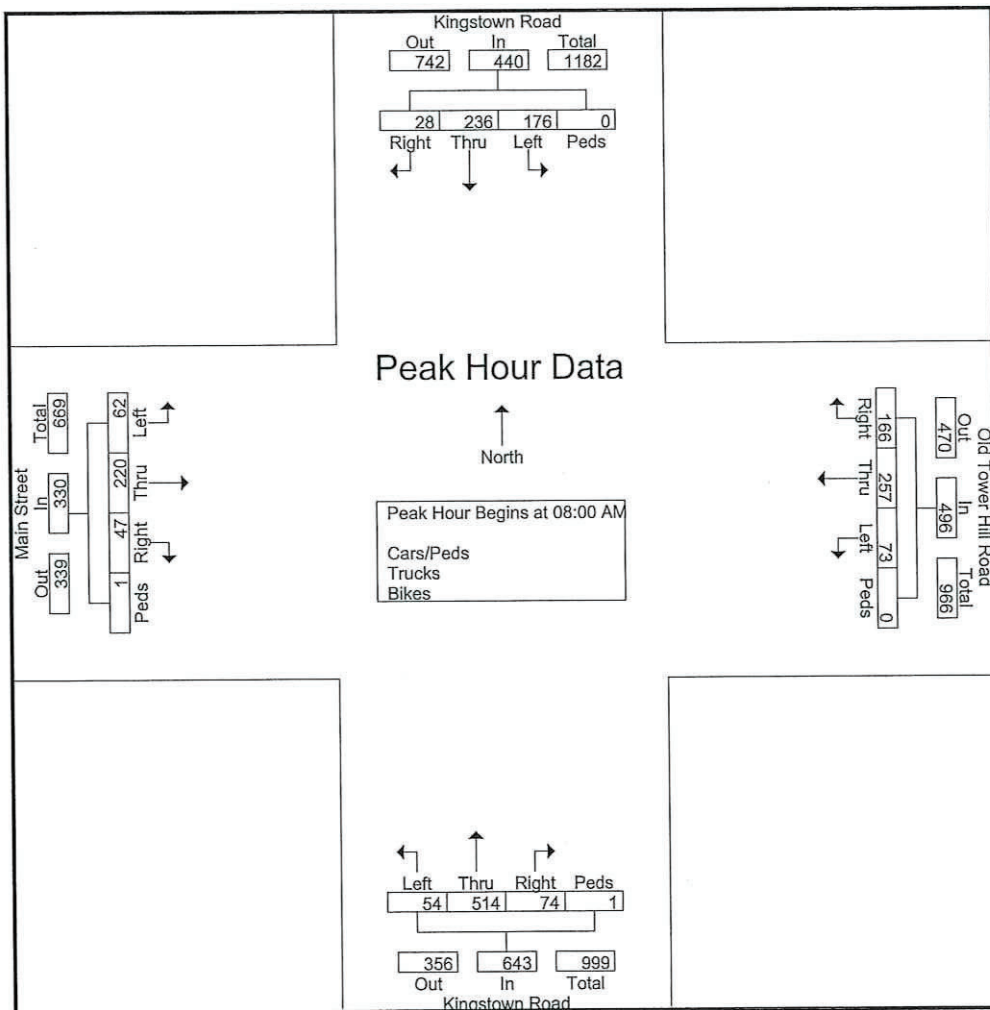 Kingstown Road
Out In Total
742 440 1182
28 236 176 0
Right Thru Left Peds
Peak Hour Data
North
Peak Hour Begins at 08:00 AM
Cars/Peds
Trucks
Bikes
Main Street
Total In Out
669 330 339
62 220 47 1
Left Thru Right Peds
Old Tower Hill Road
Out In Total
470 496 966
166 257 73 0
Right Thru Left Peds
Left Thru Right Peds
54 514 74 1
356 643 999
Out In Total
Kingstown Road